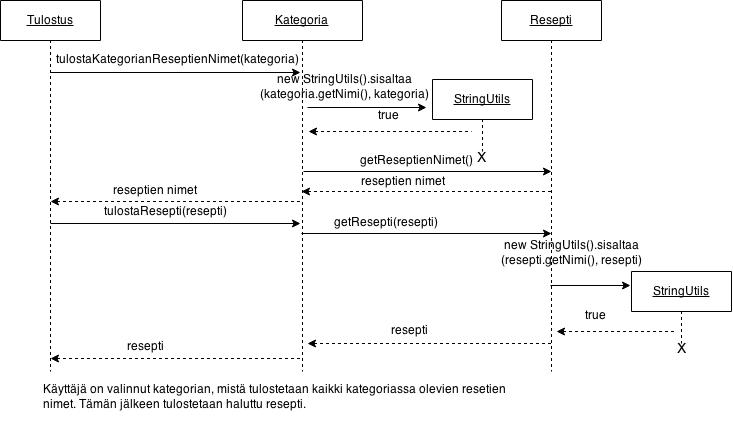 Tulostus
Kategoria
Resepti
tulostaKategorianReseptienNimet(kategoria)
new StringUtils().sisaltaa
(kategoria.getNimi(), kategoria)
StringUtils
true
X
getReseptienNimet()
reseptien nimet
reseptien nimet
tulostaResepti(resepti)
getResepti(resepti)
new StringUtils().sisaltaa
(resepti.getNimi(), resepti)
StringUtils
true
X
resepti
resepti
Käyttäjä on valinnut kategorian, mistä tulostetaan kaikki kategoriassa olevien resetien
nimet. Tämän jälkeen tulostetaan haluttu resepti.